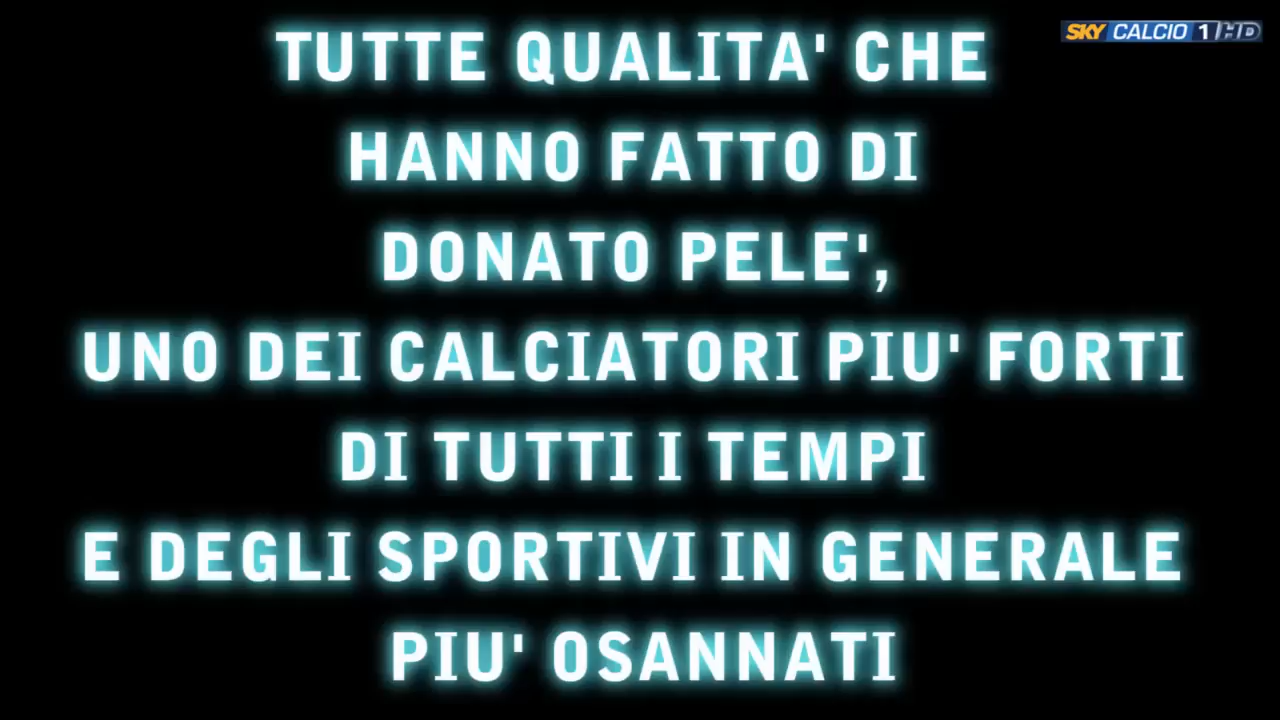 SKY CALCIO 1 HD
TUTTE QUALITA' CHE
HANNO FATTO DI
DONATO PELE',
UNO DEI CALCIATORI PIU' FORTI
DI TUTTI I TEMPI
E DEGLI SPORTIVI IN GENERALE
PIU' OSANNATI